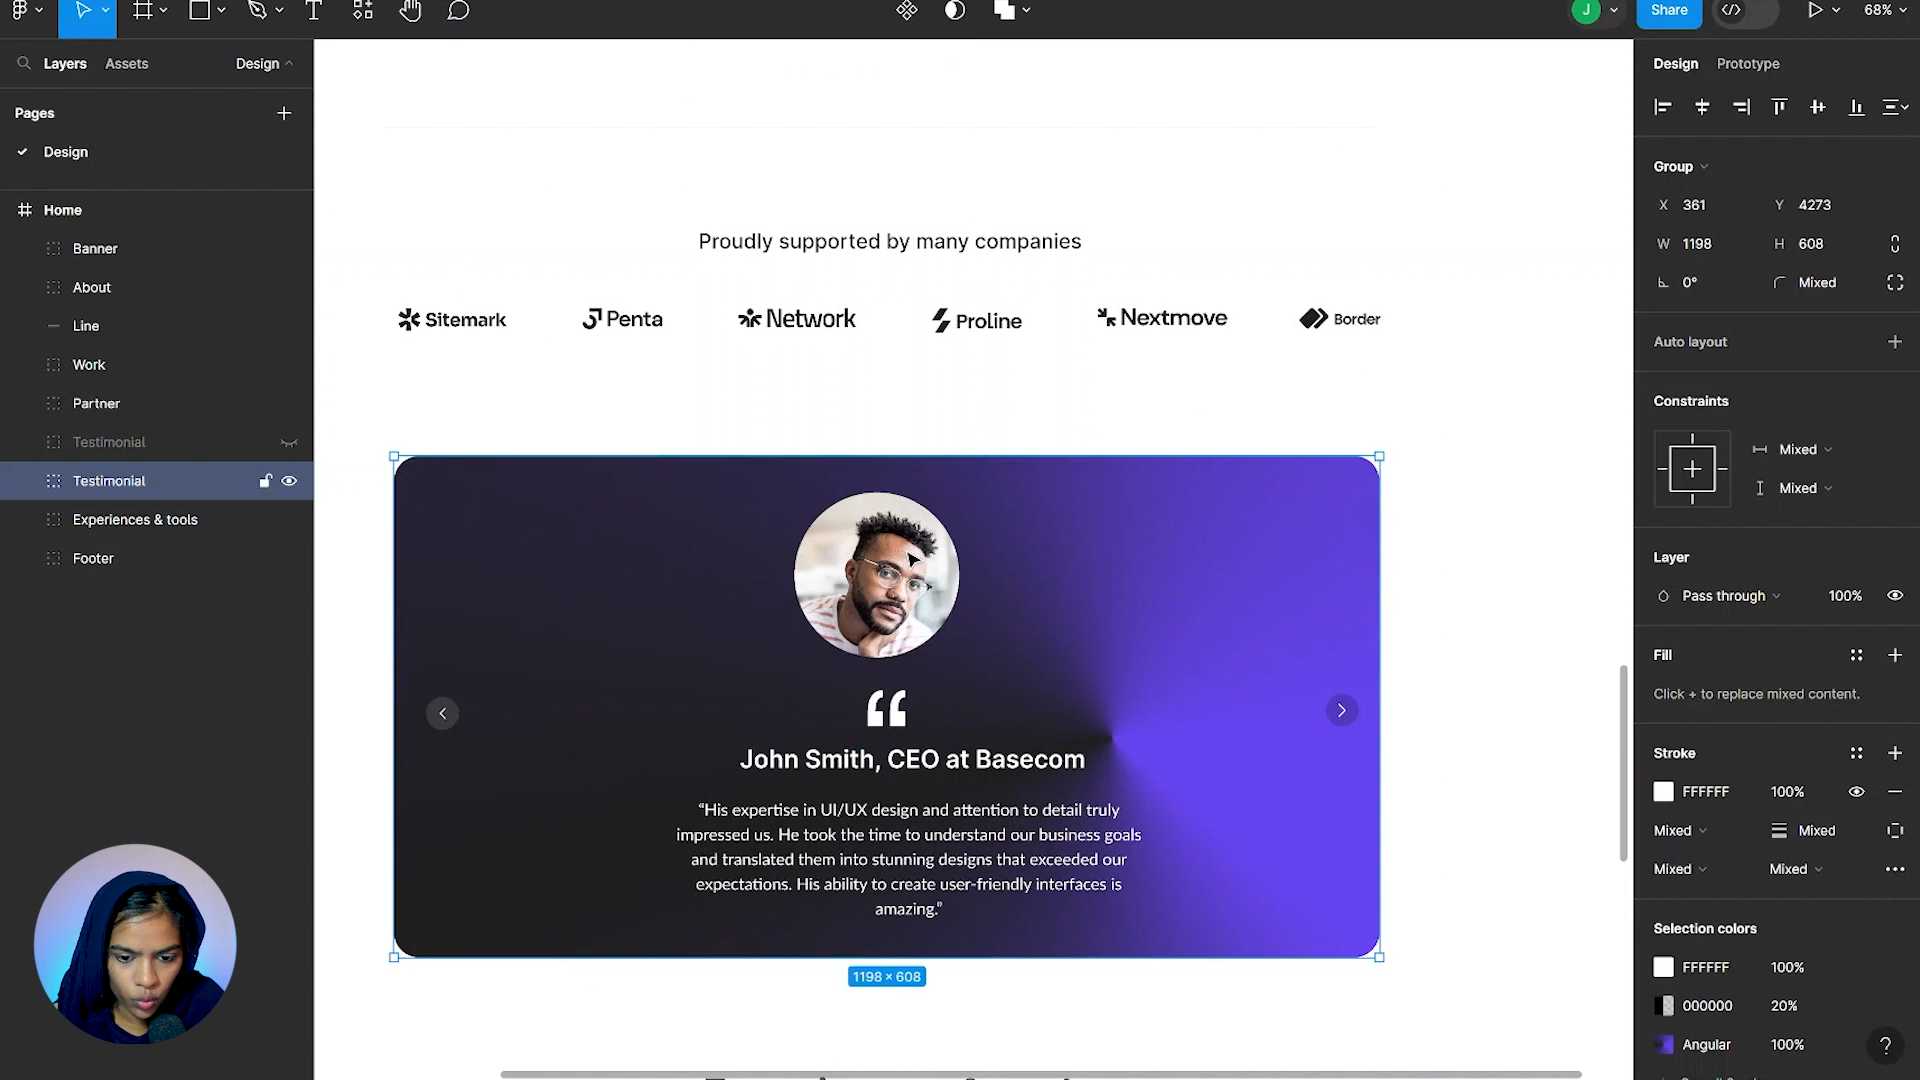 J
Share
68%
Layers
Assets
Design
Pages
Design
Home
Banner
About
Line
Work
Partner
Testimonial
Testimonial
Experiences & tools
Footer
Proudly supported by many companies
Sitemark
Penta
Network
Proline
Nextmove
Border
John Smith, CEO at Basecom
“His expertise in UI/UX design and attention to detail truly
impressed us. He took the time to understand our business goals
and translated them into stunning designs that exceeded our
expectations. His ability to create user-friendly interfaces is
amazing.”
1198 × 608
Design
Prototype
Group
X 361
Y 4273
W 1198
H 608
0°
Mixed
Auto layout
Constraints
Mixed
Mixed
Layer
Pass through
100%
Fill
Click + to replace mixed content.
Stroke
FFFFFF
100%
Mixed
Mixed
Mixed
Mixed
Selection colors
FFFFFF
100%
000000
20%
Angular
100%
?